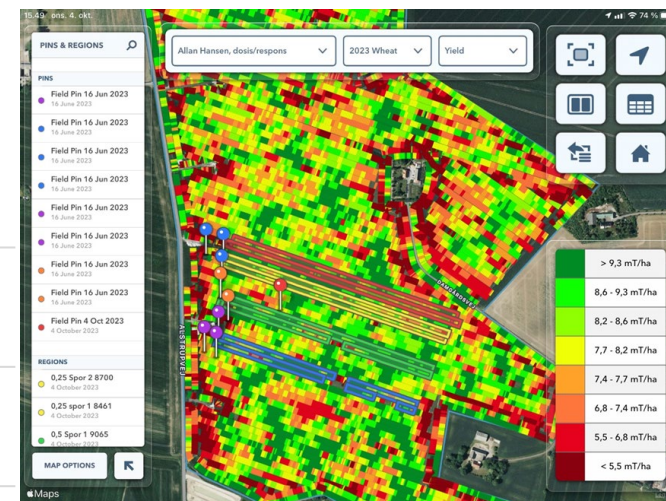 15.49 ons. 4. okt.
74 %
PINS & REGIONS
Allan Hansen, dosis/respons
2023 Wheat
Yield
PINS
Field Pin 16 Jun 2023
16 June 2023
Field Pin 16 Jun 2023
16 June 2023
Field Pin 16 Jun 2023
16 June 2023
Field Pin 16 Jun 2023
16 June 2023
Field Pin 16 Jun 2023
16 June 2023
Field Pin 16 Jun 2023
16 June 2023
Field Pin 16 Jun 2023
16 June 2023
Field Pin 16 Jun 2023
16 June 2023
Field Pin 4 Oct 2023
4 October 2023
REGIONS
0,25 Spor 2 8700
4 October 2023
0,25 spor 1 8461
4 October 2023
0,5 Spor 1 9065
4 October 2023
MAP OPTIONS
Maps
DAMGÅRDSVEJ
> 9,3 mT/ha
8,6 - 9,3 mT/ha
8,2 - 8,6 mT/ha
7,7 - 8,2 mT/ha
7,4 - 7,7 mT/ha
6,8 - 7,4 mT/ha
5,5 - 6,8 mT/ha
< 5,5 mT/ha